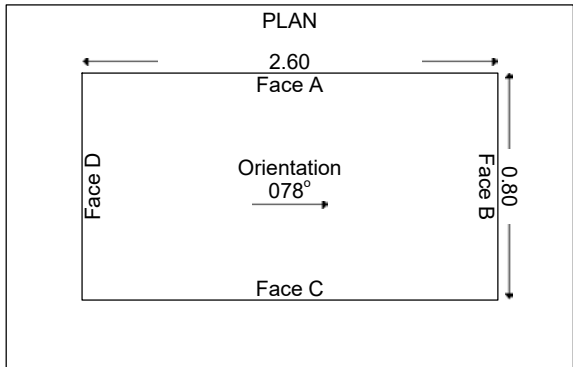 PLAN
2.60
Face A
Face D
Orientation
078°
Face B
0.80
Face C